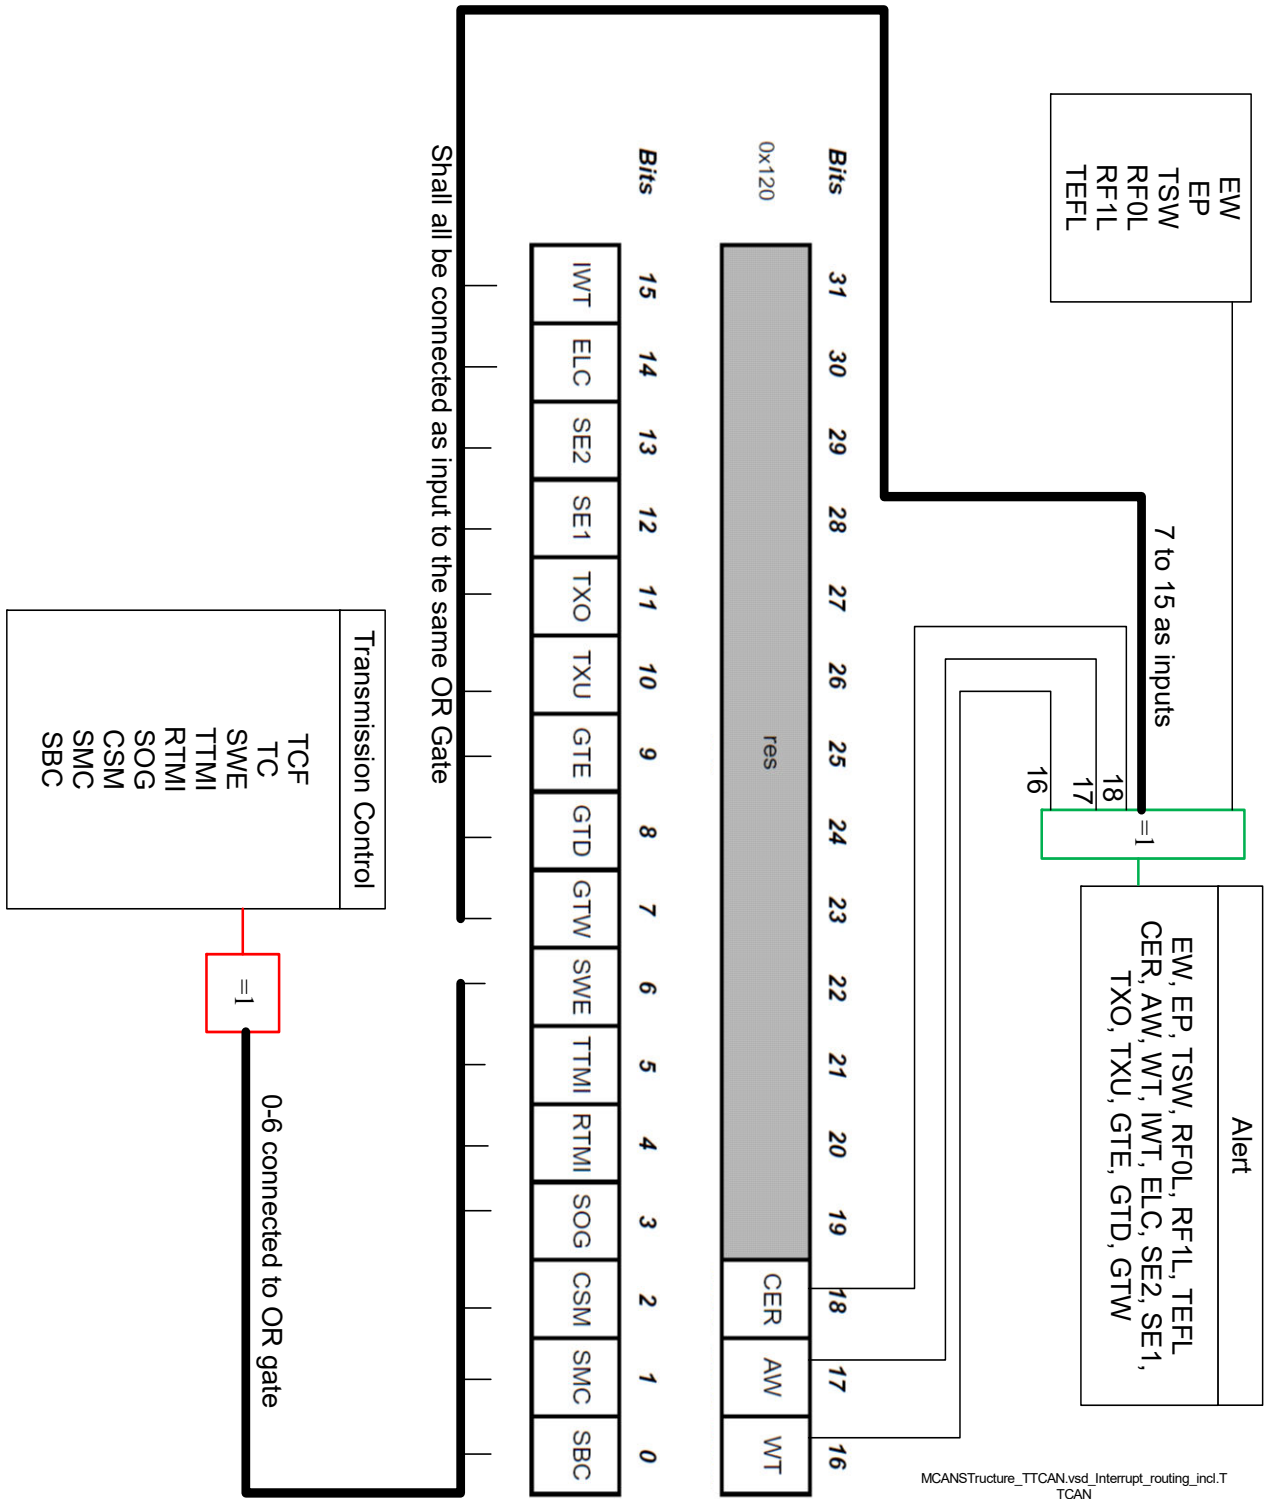 EW
EP
TSW
RF0L
RF1L
TEFL
7 to 15 as inputs
18
17
16
=1
Alert
EW, EP, TSW, RF0L, RF1L, TEFL
CER, AW, WT, IWT, ELC, SE2, SE1,
TXO, TXU, GTE, GTD, GTW
Bits 31 30 29 28 27 26 25 24 23 22 21 20 19 18 17 16
0x120 res CER AW WT
Bits 15 14 13 12 11 10 9 8 7 6 5 4 3 2 1 0
IWT ELC SE2 SE1 TXO TXU GTE GTD GTW SWE TTMI RTMI SOG CSM SMC SBC
Shall all be connected as input to the same OR Gate
Transmission Control
TCF
TC
SWE
TTMI
RTMI
SOG
CSM
SMC
SBC
=1
0-6 connected to OR gate
MCANSTructure_TTCAN.vsd_Interrupt_routing_incl.T
TCAN